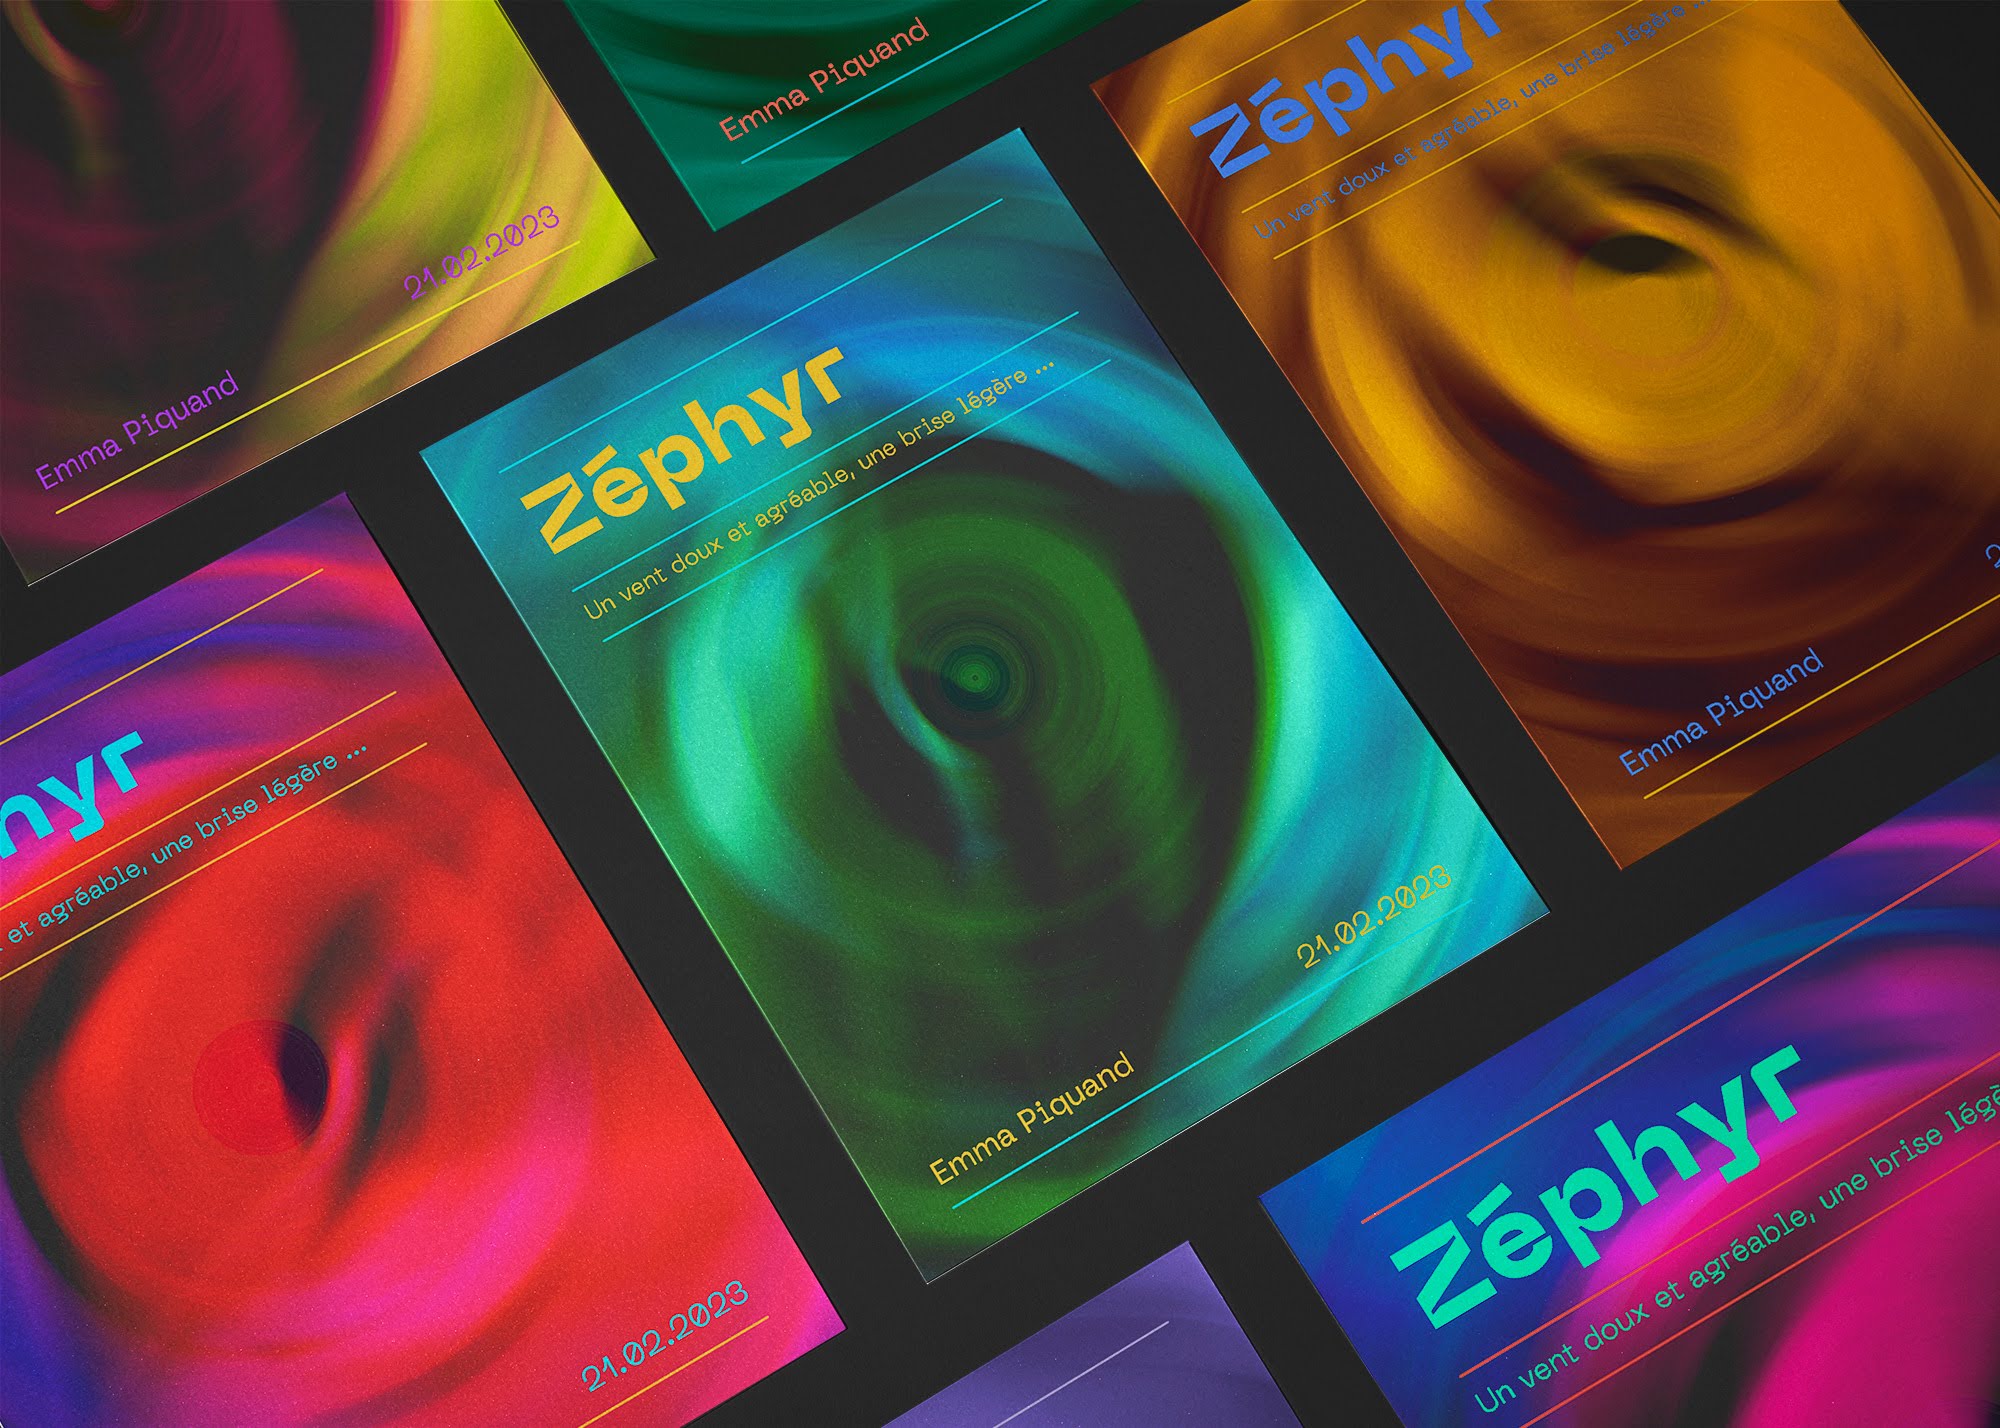 Emma Piquand
21.02.2023
Emma Piquand
Zéphyr
Un vent doux et agréable, une brise légère ...
Emma Piquand
Zéphyr
Un vent doux et agréable, une brise légère ...
Emma Piquand
21.02.2023
hyr
et agréable, une brise légère ...
21.02.2023
Zéphyr
Un vent doux et agréable, une brise légè